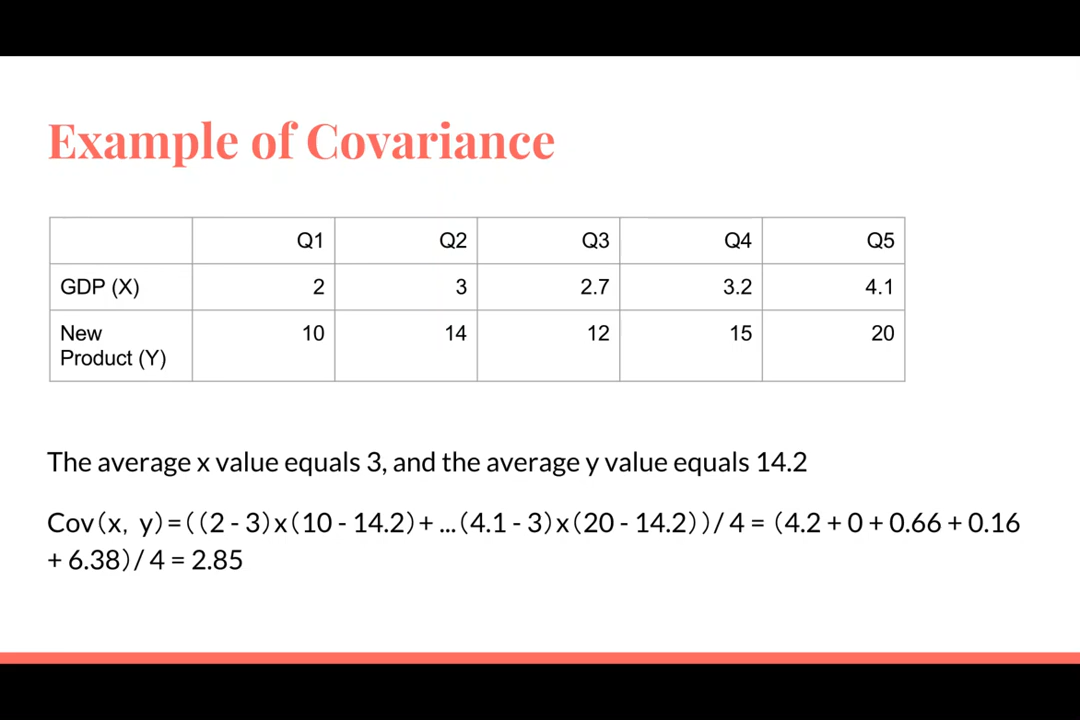 Example of Covariance
Q1 Q2 Q3 Q4 Q5
GDP (X) 2 3 2.7 3.2 4.1
New 10 14 12 15 20
Product (Y)
The average x value equals 3, and the average y value equals 14.2
Cov(x, y)=((2 - 3)x(10 - 14.2)+ ...(4.1 - 3)x(20 - 14.2))/ 4 = (4.2 + 0 + 0.66 + 0.16
+ 6.38)/ 4 = 2.85